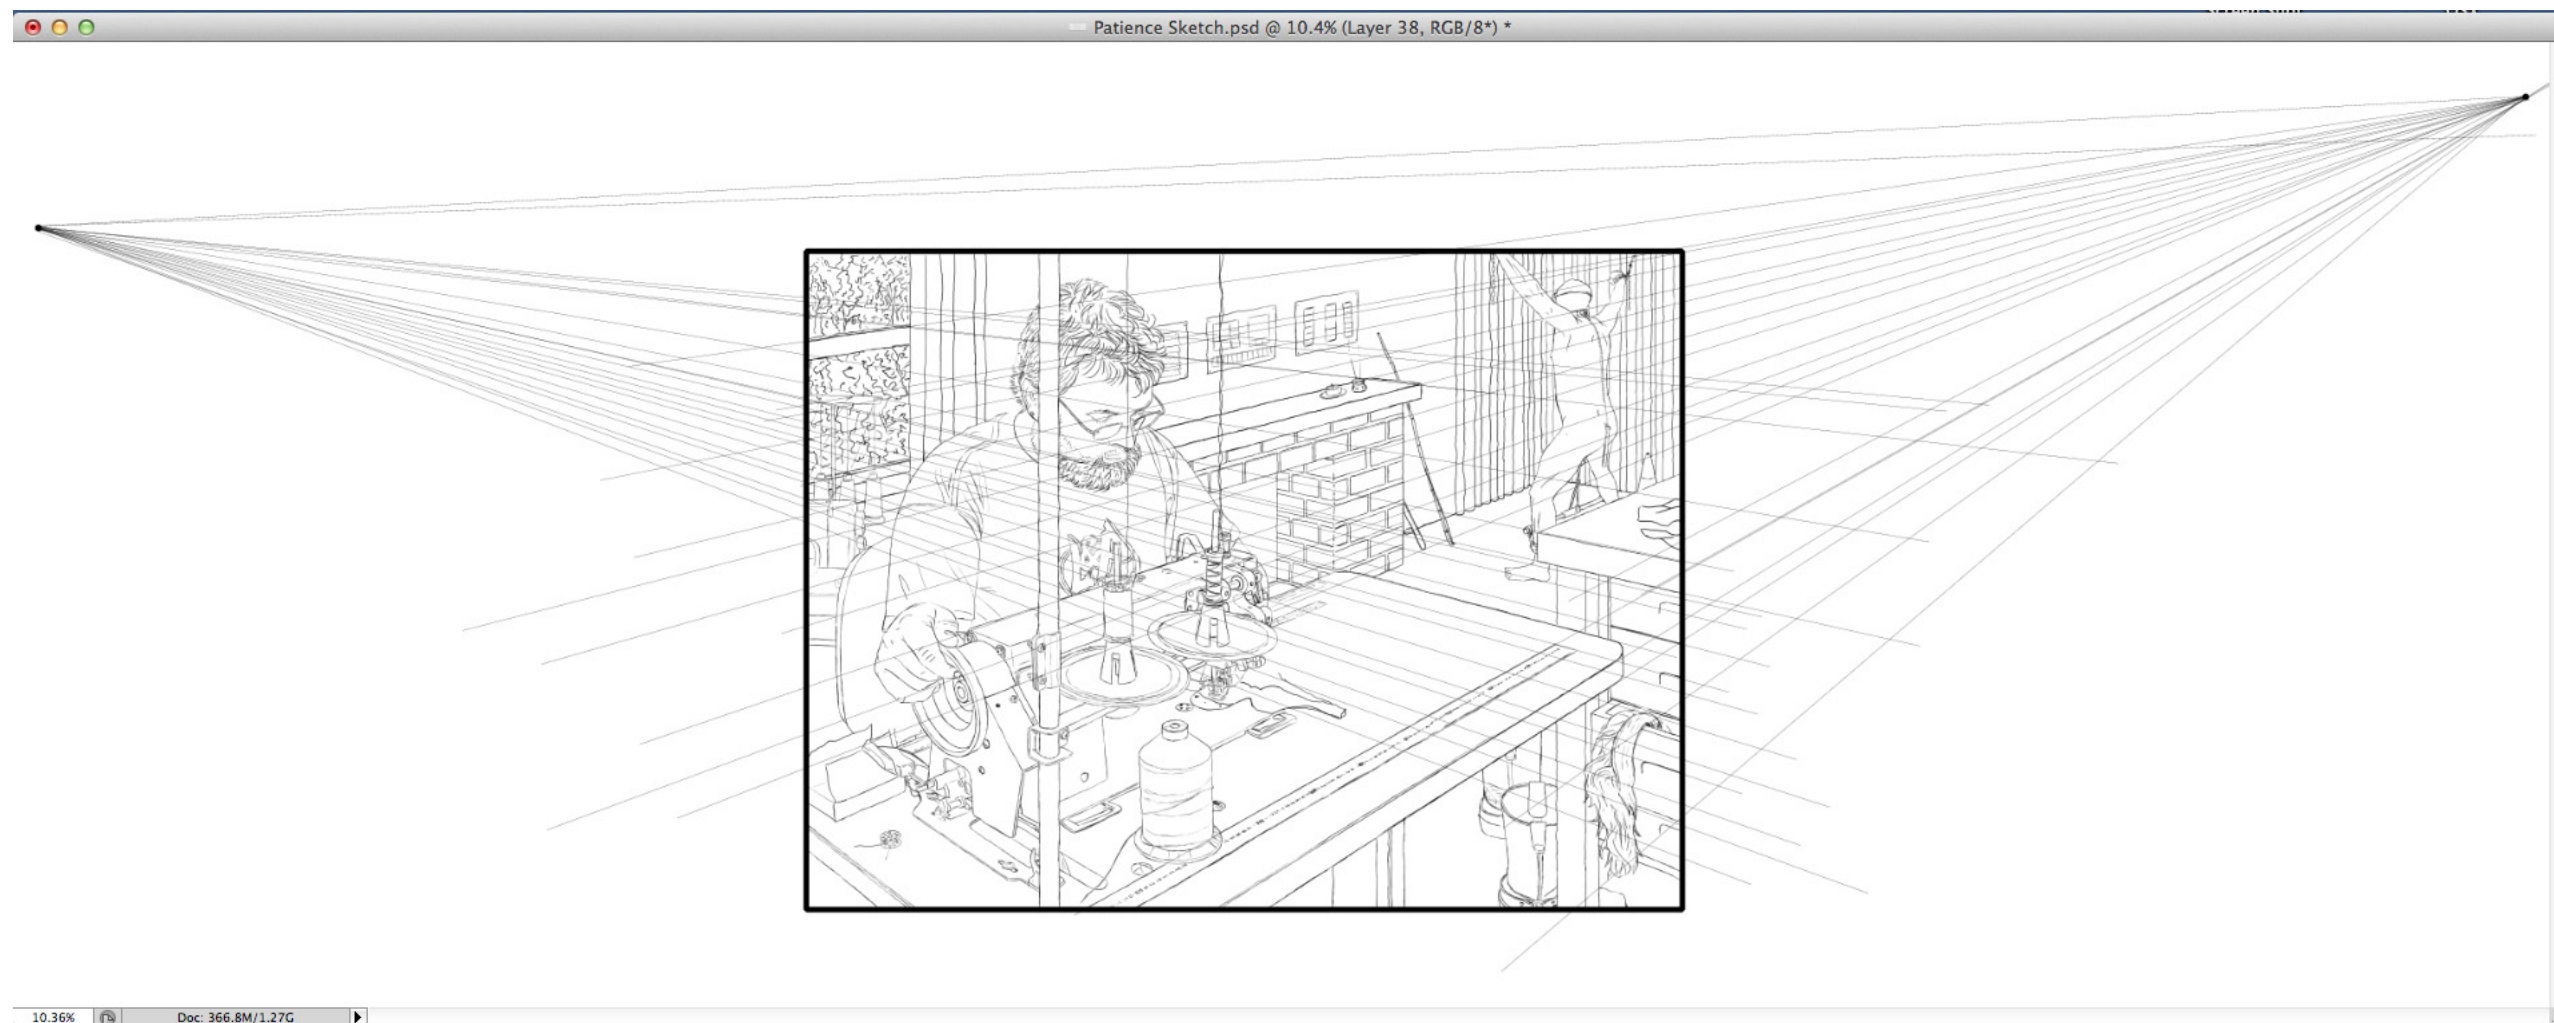 Patience Sketch.psd @ 10.4% (Layer 38, RGB/8*) *
10.36%
Doc: 366.8M/1.27G